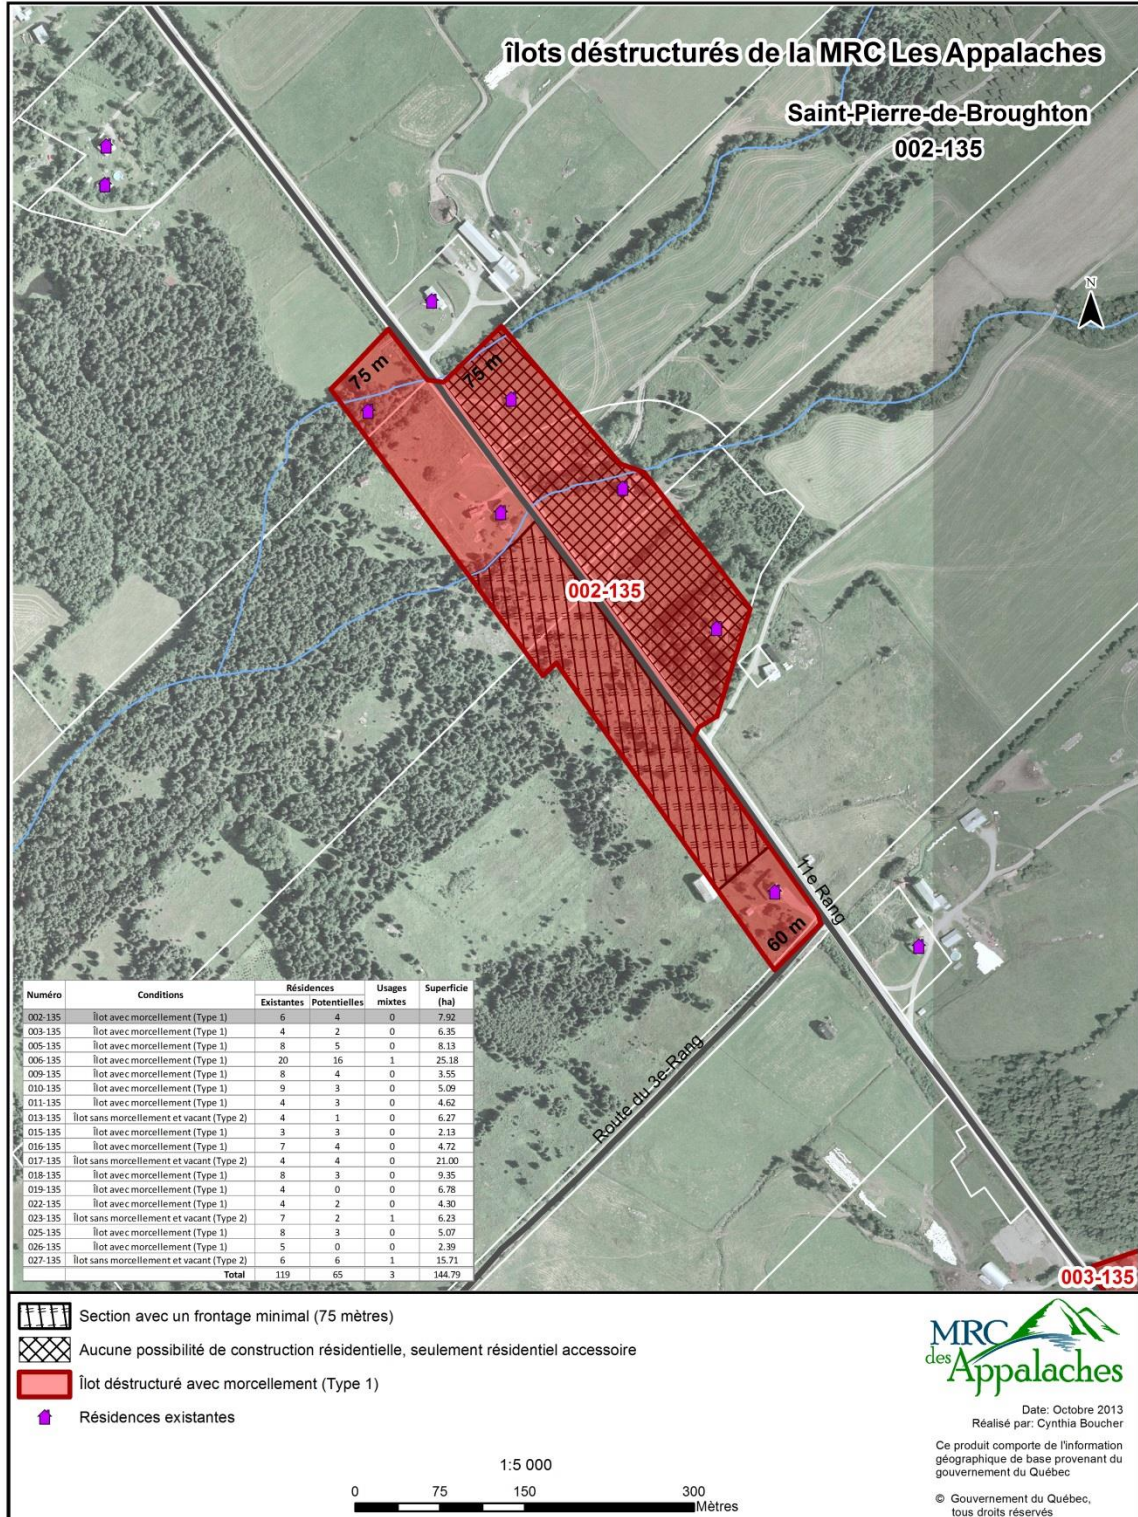 îlots déstructurés de la MRC Les Appalaches
Saint-Pierre-de-Broughton
002-135
N
75 m
75 m
002-135
11e Rang
60 m
Route du 3e-Rang
003-135
Numéro Conditions Résidences Usages mixtes Superficie (ha)
Existantes Potentielles
002-135 Îlot avec morcellement (Type 1) 6 4 0 7.92
003-135 Îlot avec morcellement (Type 1) 4 2 0 6.35
005-135 Îlot avec morcellement (Type 1) 8 5 0 8.13
006-135 Îlot avec morcellement (Type 1) 20 16 1 25.18
009-135 Îlot avec morcellement (Type 1) 8 4 0 3.55
010-135 Îlot avec morcellement (Type 1) 9 3 0 5.09
011-135 Îlot avec morcellement (Type 1) 4 3 0 4.62
013-135 Îlot sans morcellement et vacant (Type 2) 4 1 0 6.27
015-135 Îlot avec morcellement (Type 1) 3 3 0 2.13
016-135 Îlot avec morcellement (Type 1) 7 4 0 4.72
017-135 Îlot sans morcellement et vacant (Type 2) 4 4 0 21.00
018-135 Îlot avec morcellement (Type 1) 8 3 0 9.35
019-135 Îlot avec morcellement (Type 1) 4 0 0 6.78
022-135 Îlot avec morcellement (Type 1) 4 2 0 4.30
023-135 Îlot sans morcellement et vacant (Type 2) 7 2 1 6.23
025-135 Îlot avec morcellement (Type 1) 8 3 0 5.07
026-135 Îlot avec morcellement (Type 1) 5 0 0 2.39
027-135 Îlot sans morcellement et vacant (Type 2) 6 6 1 15.71
Total 119 65 3 144.79
Section avec un frontage minimal (75 mètres)
Aucune possibilité de construction résidentielle, seulement résidentiel accessoire
Îlot déstructuré avec morcellement (Type 1)
Résidences existantes
1:5 000
0 75 150 300
Mètres
MRC
des Appalaches
Date: Octobre 2013
Réalisé par: Cynthia Boucher
Ce produit comporte de l'information
géographique de base provenant du
gouvernement du Québec
© Gouvernement du Québec,
tous droits réservés